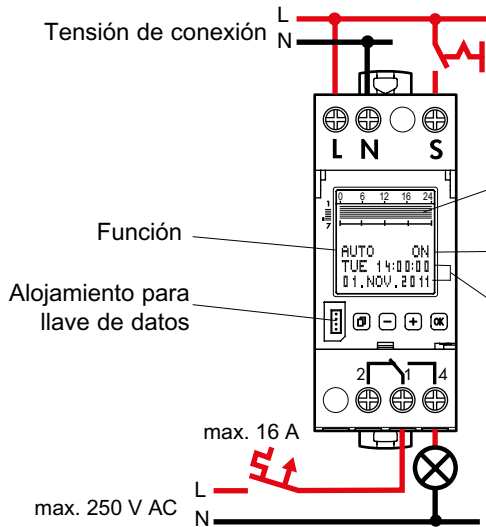 Tensión de conexión
L
N
L N S
0 6 12 18 24
1
7
AUTO ON
TUE 14:00:00
01.NOV.2011
Función
Alojamiento para
llave de datos
− + OK
2 1 4
max. 16 A
L
max. 250 V AC
N